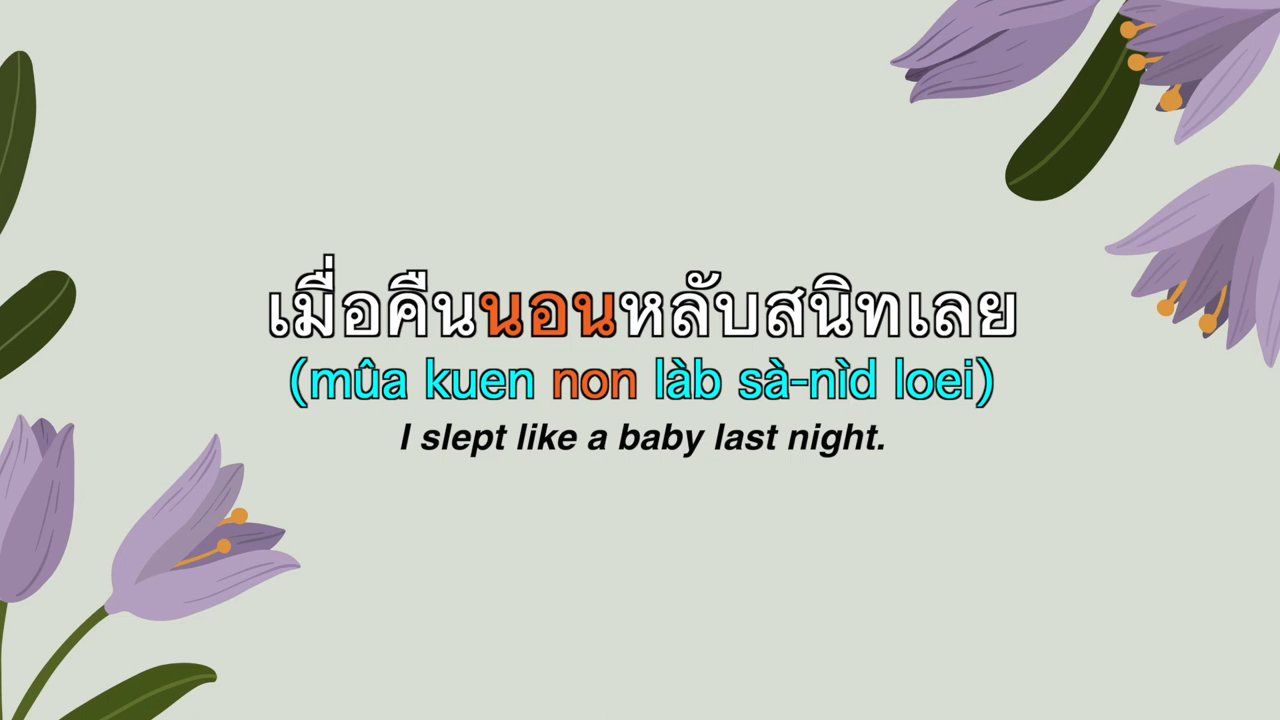 เมื่อคืนนอนหลับสนิทเลย
(mûa kuen non làb sà-nìd loei)
I slept like a baby last night.